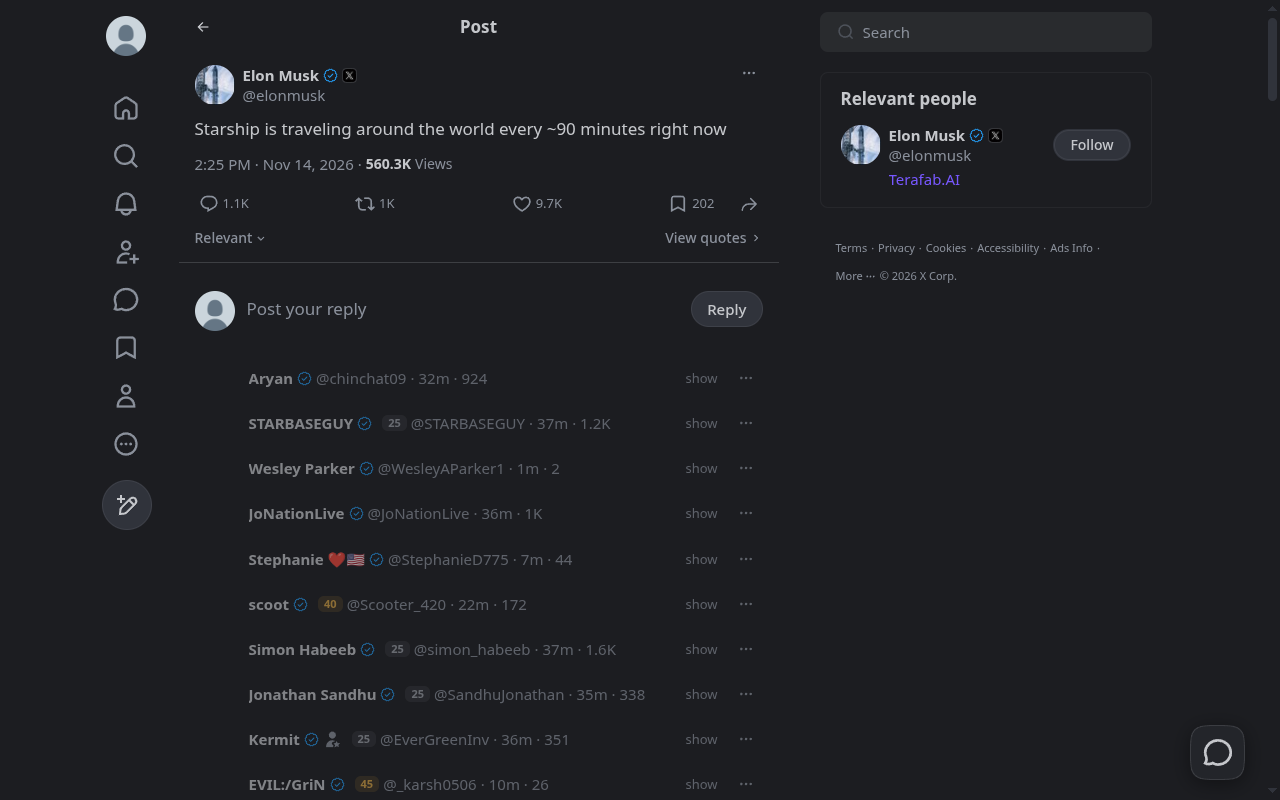 Post
Search
Elon Musk
@elonmusk
Starship is traveling around the world every ~90 minutes right now
2:25 PM · Nov 14, 2026 · 560.3K Views
1.1K 1K 9.7K 202
Relevant View quotes
Post your reply Reply
Aryan @chinchat09 · 32m · 924 show
STARBASEGUY 25 @STARBASEGUY · 37m · 1.2K show
Wesley Parker @WesleyAParker1 · 1m · 2 show
JoNationLive @JoNationLive · 36m · 1K show
Stephanie ❤️🇺🇸 @StephanieD775 · 7m · 44 show
scoot 40 @Scooter_420 · 22m · 172 show
Simon Habeeb 25 @simon_habeeb · 37m · 1.6K show
Jonathan Sandhu 25 @SandhuJonathan · 35m · 338 show
Kermit 25 @EverGreenInv · 36m · 351 show
EVIL:/GriN 45 @_karsh0506 · 10m · 26 show
Relevant people
Elon Musk
@elonmusk
Follow
Terafab.AI
Terms · Privacy · Cookies · Accessibility · Ads Info ·
More ··· © 2026 X Corp.